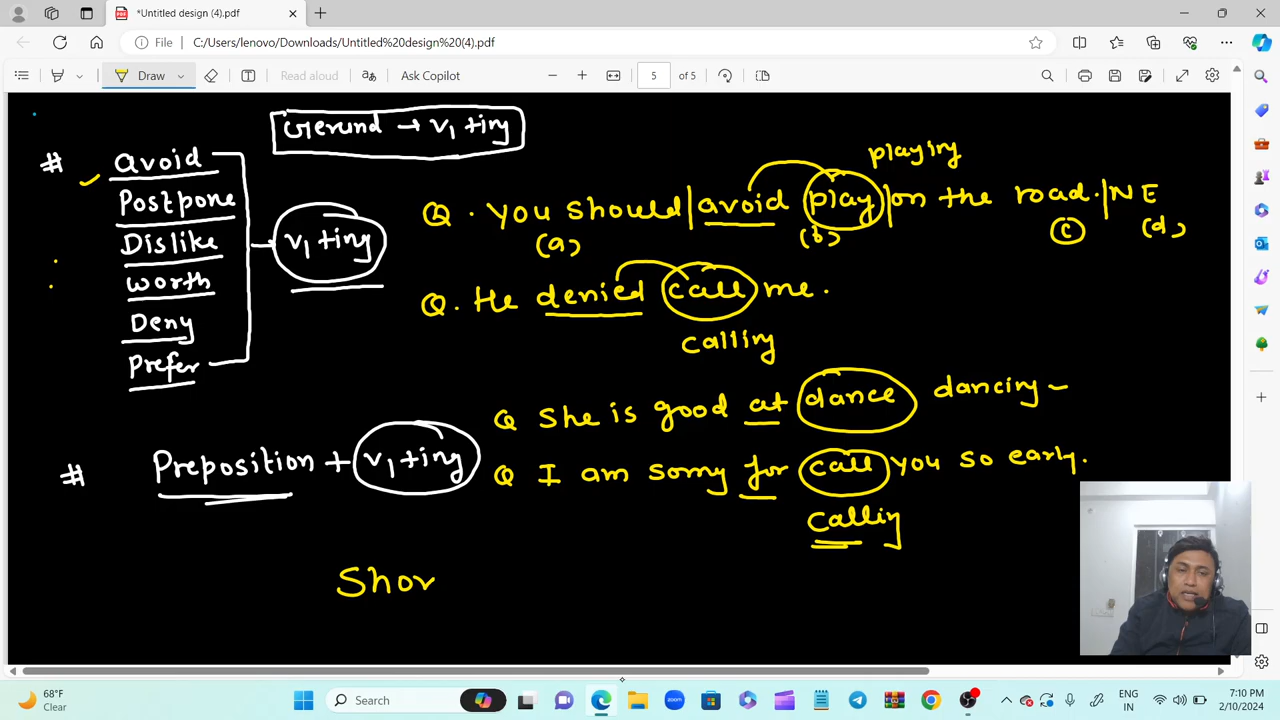 *Untitled design (4).pdf
File C:/Users/lenovo/Downloads/Untitled%20design%20(4).pdf
Draw Read aloud Ask Copilot 5 of 5
Gerund → v₁ + ing
# avoid
Postpone
Dislike
worth
Deny
Prefer
v₁ + ing
playing
Q. You should | avoid play | on the road. | NE
(a) (b) (c) (d)
Q. He denied call me.
calling
Q She is good at dance dancing
# Preposition + v₁ + ing
Q I am sorry for call you so early.
calling
Shor
68°F
Clear
Search
ENG
IN
7:10 PM
2/10/2024